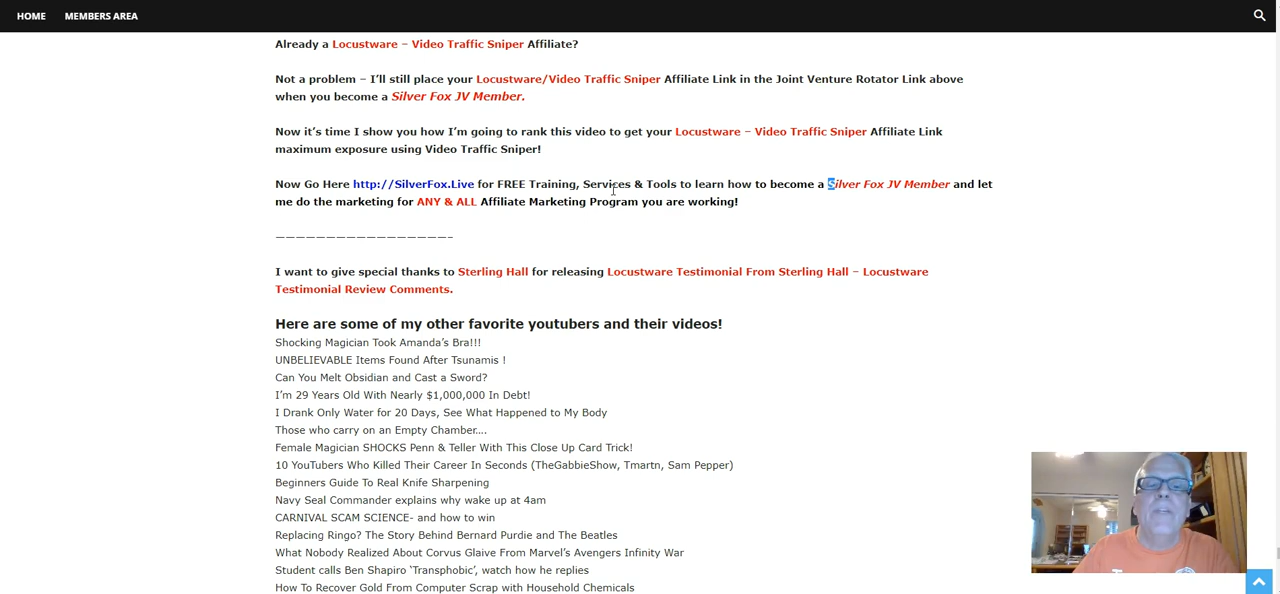 HOME MEMBERS AREA
Already a Locustware – Video Traffic Sniper Affiliate?
Not a problem – I’ll still place your Locustware/Video Traffic Sniper Affiliate Link in the Joint Venture Rotator Link above
when you become a Silver Fox JV Member.
Now it’s time I show you how I’m going to rank this video to get your Locustware – Video Traffic Sniper Affiliate Link
maximum exposure using Video Traffic Sniper!
Now Go Here http://SilverFox.Live for FREE Training, Services & Tools to learn how to become a Silver Fox JV Member and let
me do the marketing for ANY & ALL Affiliate Marketing Program you are working!
—————————————————–
I want to give special thanks to Sterling Hall for releasing Locustware Testimonial From Sterling Hall – Locustware
Testimonial Review Comments.
Here are some of my other favorite youtubers and their videos!
Shocking Magician Took Amanda’s Bra!!!
UNBELIEVABLE Items Found After Tsunamis !
Can You Melt Obsidian and Cast a Sword?
I’m 29 Years Old With Nearly $1,000,000 In Debt!
I Drank Only Water for 20 Days, See What Happened to My Body
Those who carry on an Empty Chamber….
Female Magician SHOCKS Penn & Teller With This Close Up Card Trick!
10 YouTubers Who Killed Their Career In Seconds (TheGabbieShow, Tmartn, Sam Pepper)
Beginners Guide To Real Knife Sharpening
Navy Seal Commander explains why wake up at 4am
CARNIVAL SCAM SCIENCE- and how to win
Replacing Ringo? The Story Behind Bernard Purdie and The Beatles
What Nobody Realized About Corvus Glaive From Marvel’s Avengers Infinity War
Student calls Ben Shapiro ‘Transphobic’, watch how he replies
How To Recover Gold From Computer Scrap with Household Chemicals